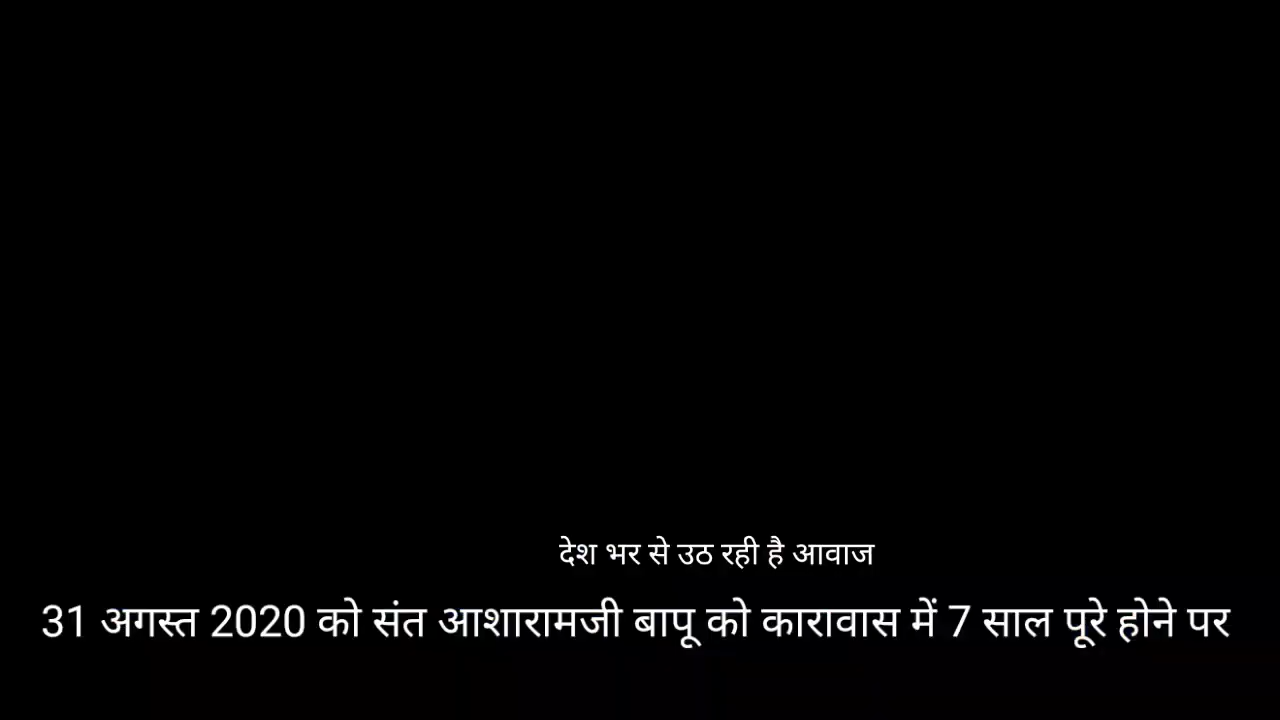 देश भर से उठ रही है आवाज
31 अगस्त 2020 को संत आशारामजी बापू को कारावास में 7 साल पूरे होने पर